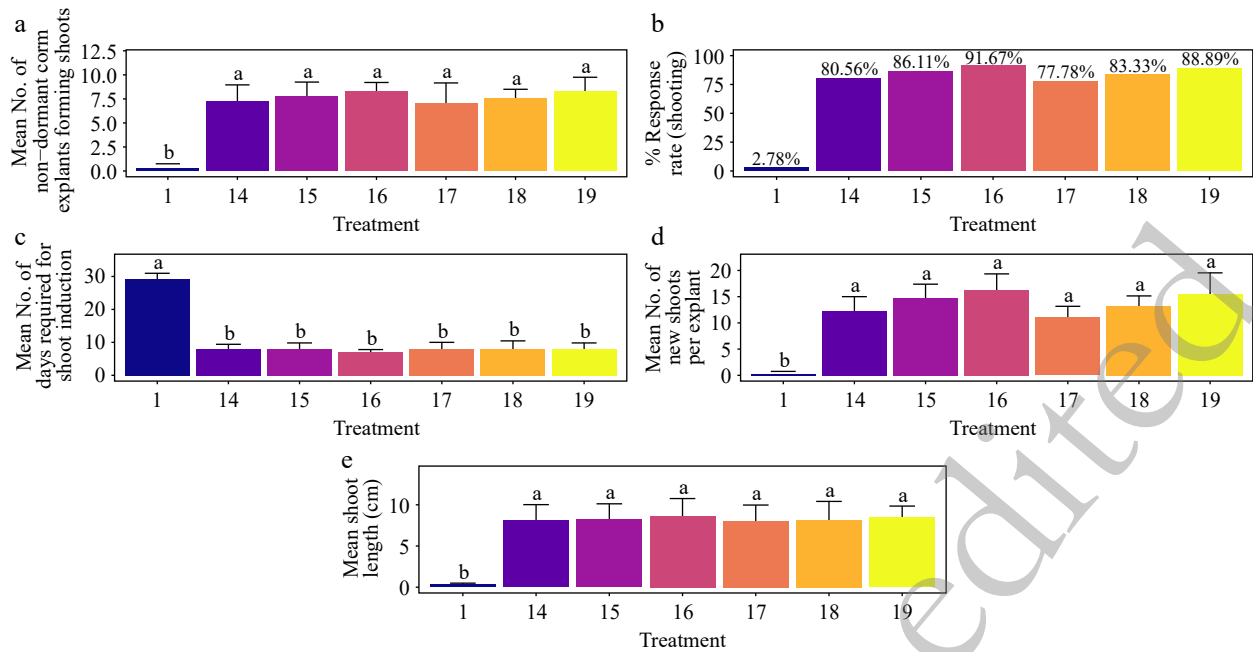 a
Mean No. of
non−dormant corm
explants forming shoots
12.5
10.0
7.5
5.0
2.5
0.0
b
a
a
a
a
a
a
1
14
15
16
17
18
19
Treatment
b
% Response
rate (shooting)
100
75
50
25
0
2.78%
80.56%
86.11%
91.67%
77.78%
83.33%
88.89%
1
14
15
16
17
18
19
Treatment
c
Mean No. of
days required for
shoot induction
30
20
10
0
a
b
b
b
b
b
b
1
14
15
16
17
18
19
Treatment
d
Mean No. of
new shoots
per explant
20
15
10
5
0
b
a
a
a
a
a
a
1
14
15
16
17
18
19
Treatment
e
Mean shoot
length (cm)
10
5
0
b
a
a
a
a
a
a
1
14
15
16
17
18
19
Treatment
edited